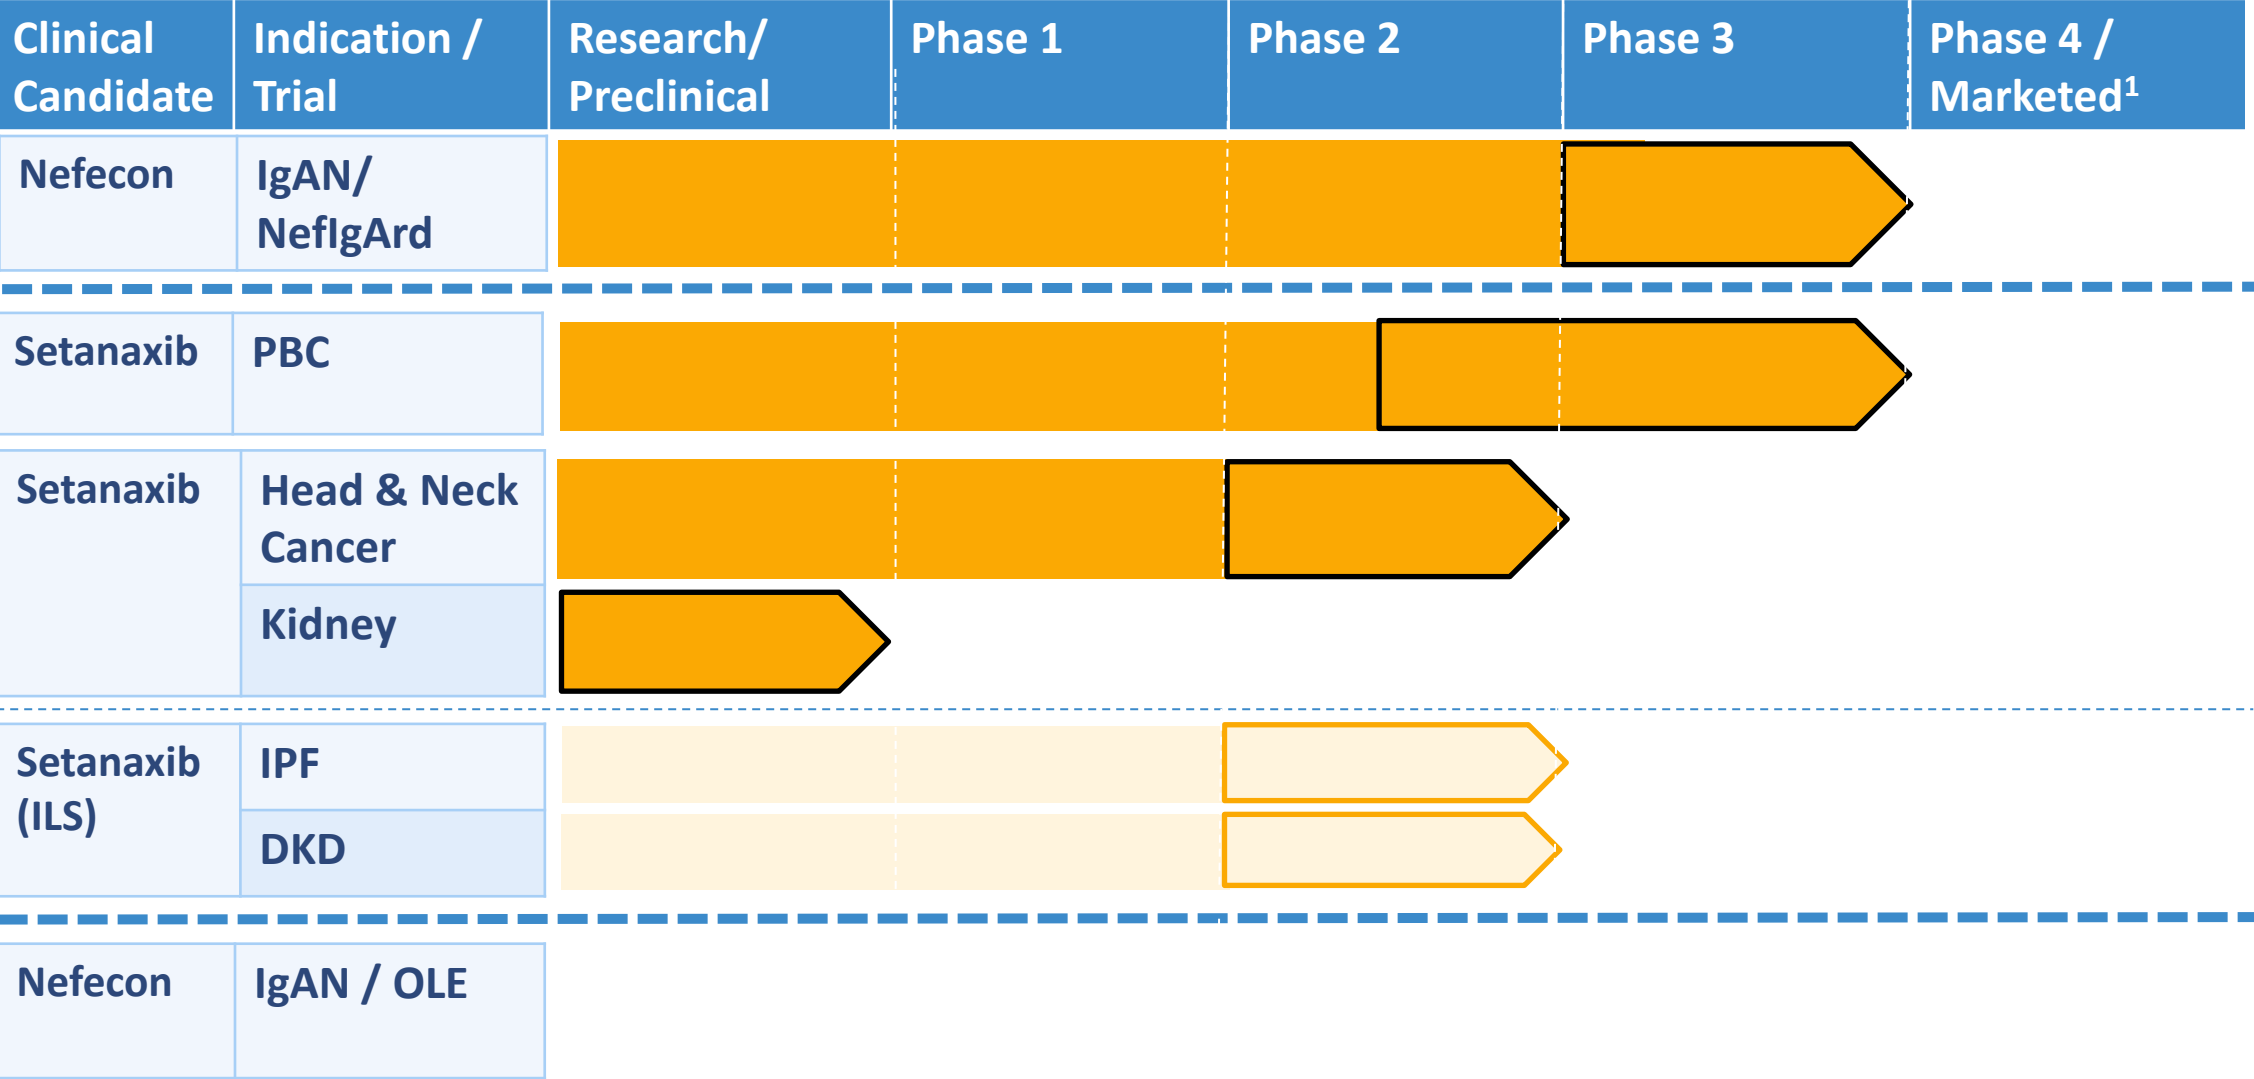 Clinical
Candidate
Indication /
Trial
Research/
Preclinical
Phase 1
Phase 2
Phase 3
Phase 4 /
Marketed¹
Nefecon
IgAN/
NefIgArd
Setanaxib
PBC
Setanaxib
Head & Neck
Cancer
Kidney
Setanaxib
(ILS)
IPF
DKD
Nefecon
IgAN / OLE